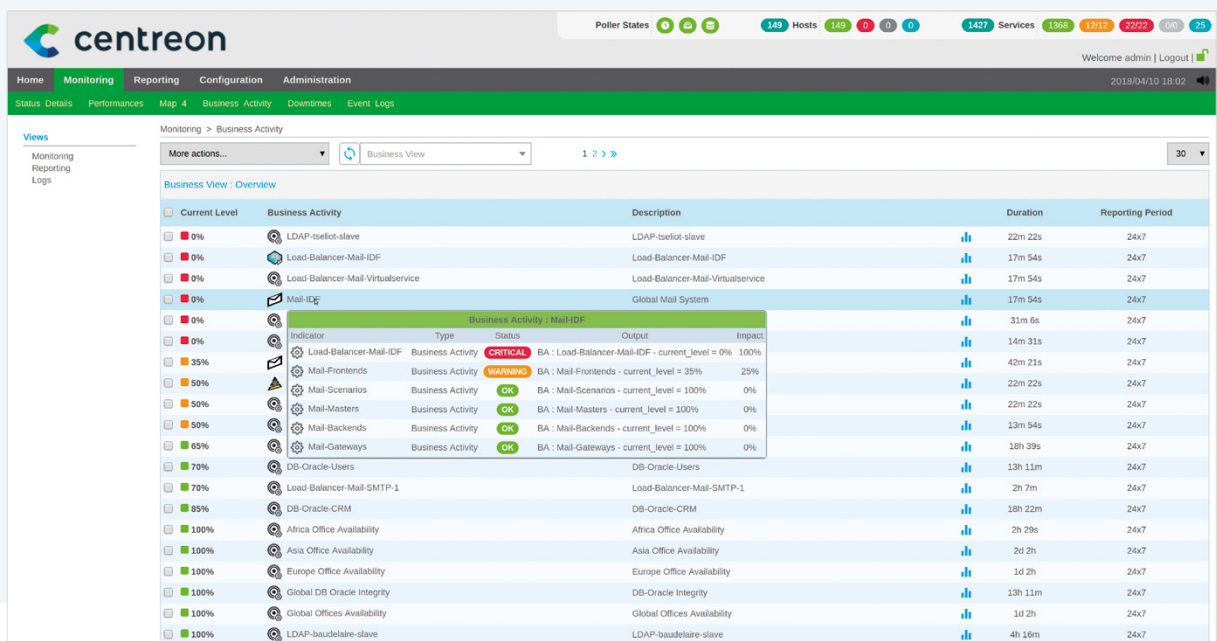 centreon
Poller States
149 Hosts 149 0 0 0
1427 Services 1368 12/12 22/22 0/0 25
Welcome admin | Logout |
Home Monitoring Reporting Configuration Administration
2018/04/10 18:02
Status Details Performances Map 4 Business Activity Downtimes Event Logs
Views
Monitoring
Reporting
Logs
Monitoring > Business Activity
More actions... Business View 1 2 30
Business View : Overview
Current Level Business Activity Description Duration Reporting Period
0% LDAP-tseliot-slave LDAP-tseliot-slave 22m 22s 24x7
0% Load-Balancer-Mail-IDF Load-Balancer-Mail-IDF 17m 54s 24x7
0% Load-Balancer-Mail-Virtualservice Load-Balancer-Mail-Virtualservice 17m 54s 24x7
0% Mail-IDF Global Mail System 17m 54s 24x7
0% 31m 6s 24x7
0% 14m 31s 24x7
35% 42m 21s 24x7
50% 22m 22s 24x7
50% 22m 22s 24x7
50% 13m 54s 24x7
65% 18h 39s 24x7
Business Activity : Mail-IDF
Indicator Type Status Output Impact
Load-Balancer-Mail-IDF Business Activity CRITICAL BA : Load-Balancer-Mail-IDF - current_level = 0% 100%
Mail-Frontends Business Activity WARNING BA : Mail-Frontends - current_level = 35% 25%
Mail-Scenarios Business Activity OK BA : Mail-Scenarios - current_level = 100% 0%
Mail-Masters Business Activity OK BA : Mail-Masters - current_level = 100% 0%
Mail-Backends Business Activity OK BA : Mail-Backends - current_level = 100% 0%
Mail-Gateways Business Activity OK BA : Mail-Gateways - current_level = 100% 0%
70% DB-Oracle-Users DB-Oracle-Users 13h 11m 24x7
70% Load-Balancer-Mail-SMTP-1 Load-Balancer-Mail-SMTP-1 2h 7m 24x7
85% DB-Oracle-CRM DB-Oracle-CRM 18h 22m 24x7
100% Africa Office Availability Africa Office Availability 2h 29s 24x7
100% Asia Office Availability Asia Office Availability 2d 2h 24x7
100% Europe Office Availability Europe Office Availability 1d 2h 24x7
100% Global DB Oracle Integrity DB-Oracle Integrity 13h 11m 24x7
100% Global Offices Availability Global Offices Availability 1d 2h 24x7
100% LDAP-baudelaire-slave LDAP-baudelaire-slave 4h 16m 24x7